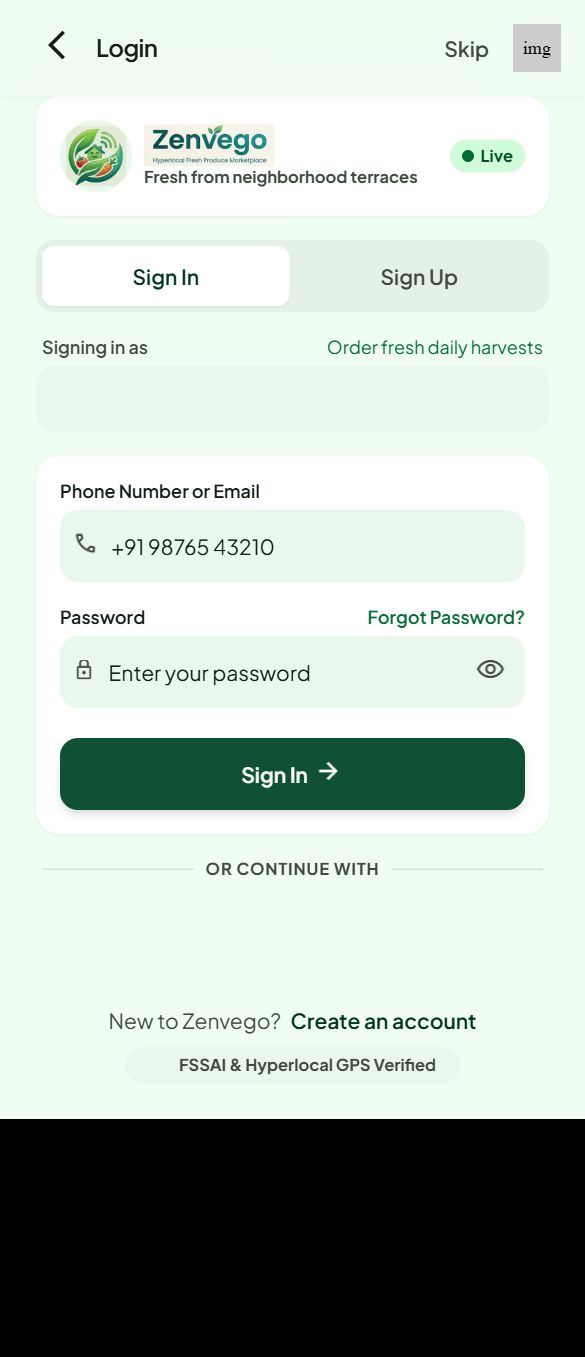 Login
Skip
img
Zenvego
Hyperlocal Fresh Produce Marketplace
Fresh from neighborhood terraces
Live
Sign In
Sign Up
Signing in as
Order fresh daily harvests
Phone Number or Email
+91 98765 43210
Password
Forgot Password?
Enter your password
Sign In
OR CONTINUE WITH
New to Zenvego? Create an account
FSSAI & Hyperlocal GPS Verified